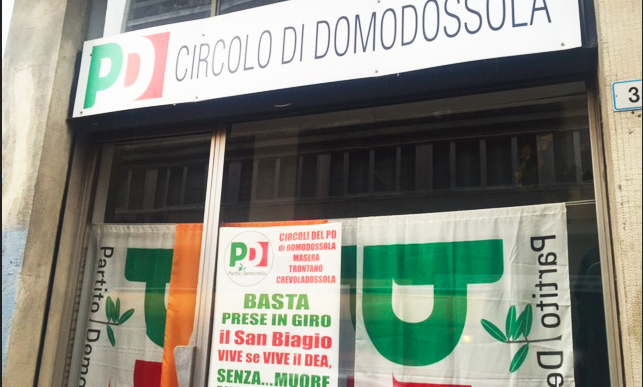 PD CIRCOLO DI DOMODOSSOLA
3
PD
Partito Democratico
CIRCOLI DEL PD
di DOMODOSSOLA
MASERA
TRONTANO
CREVOLADOSSOLA
BASTA
PRESE IN GIRO
il San Biagio
VIVE se VIVE il DEA,
SENZA...MUORE
Partito / Demo
Partito / De